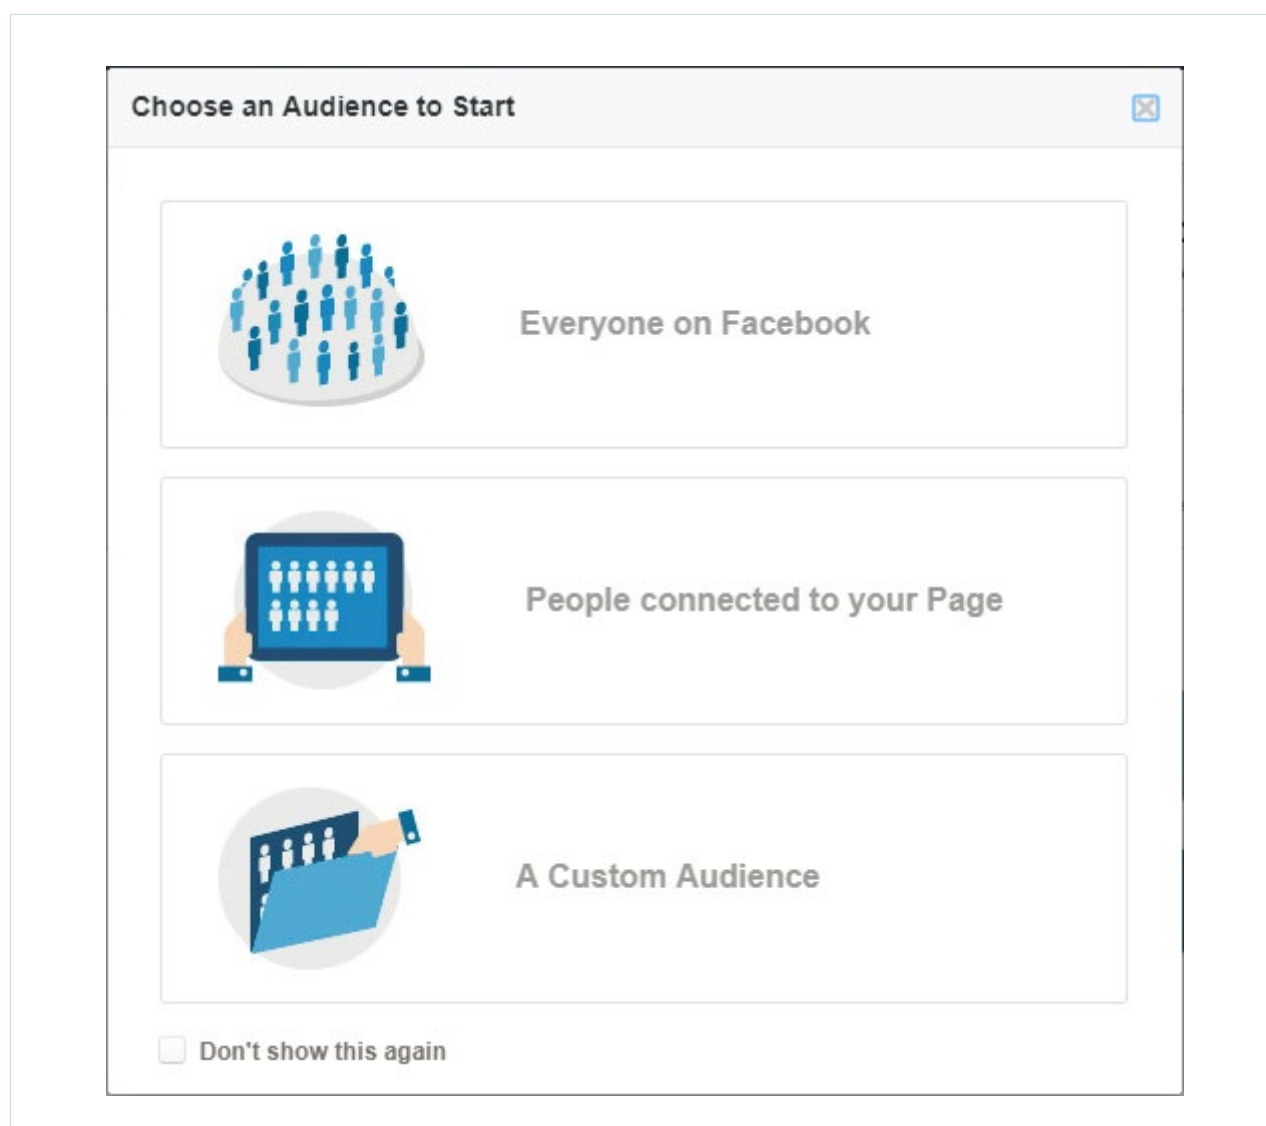 Choose an Audience to Start
Everyone on Facebook
People connected to your Page
A Custom Audience
Don't show this again